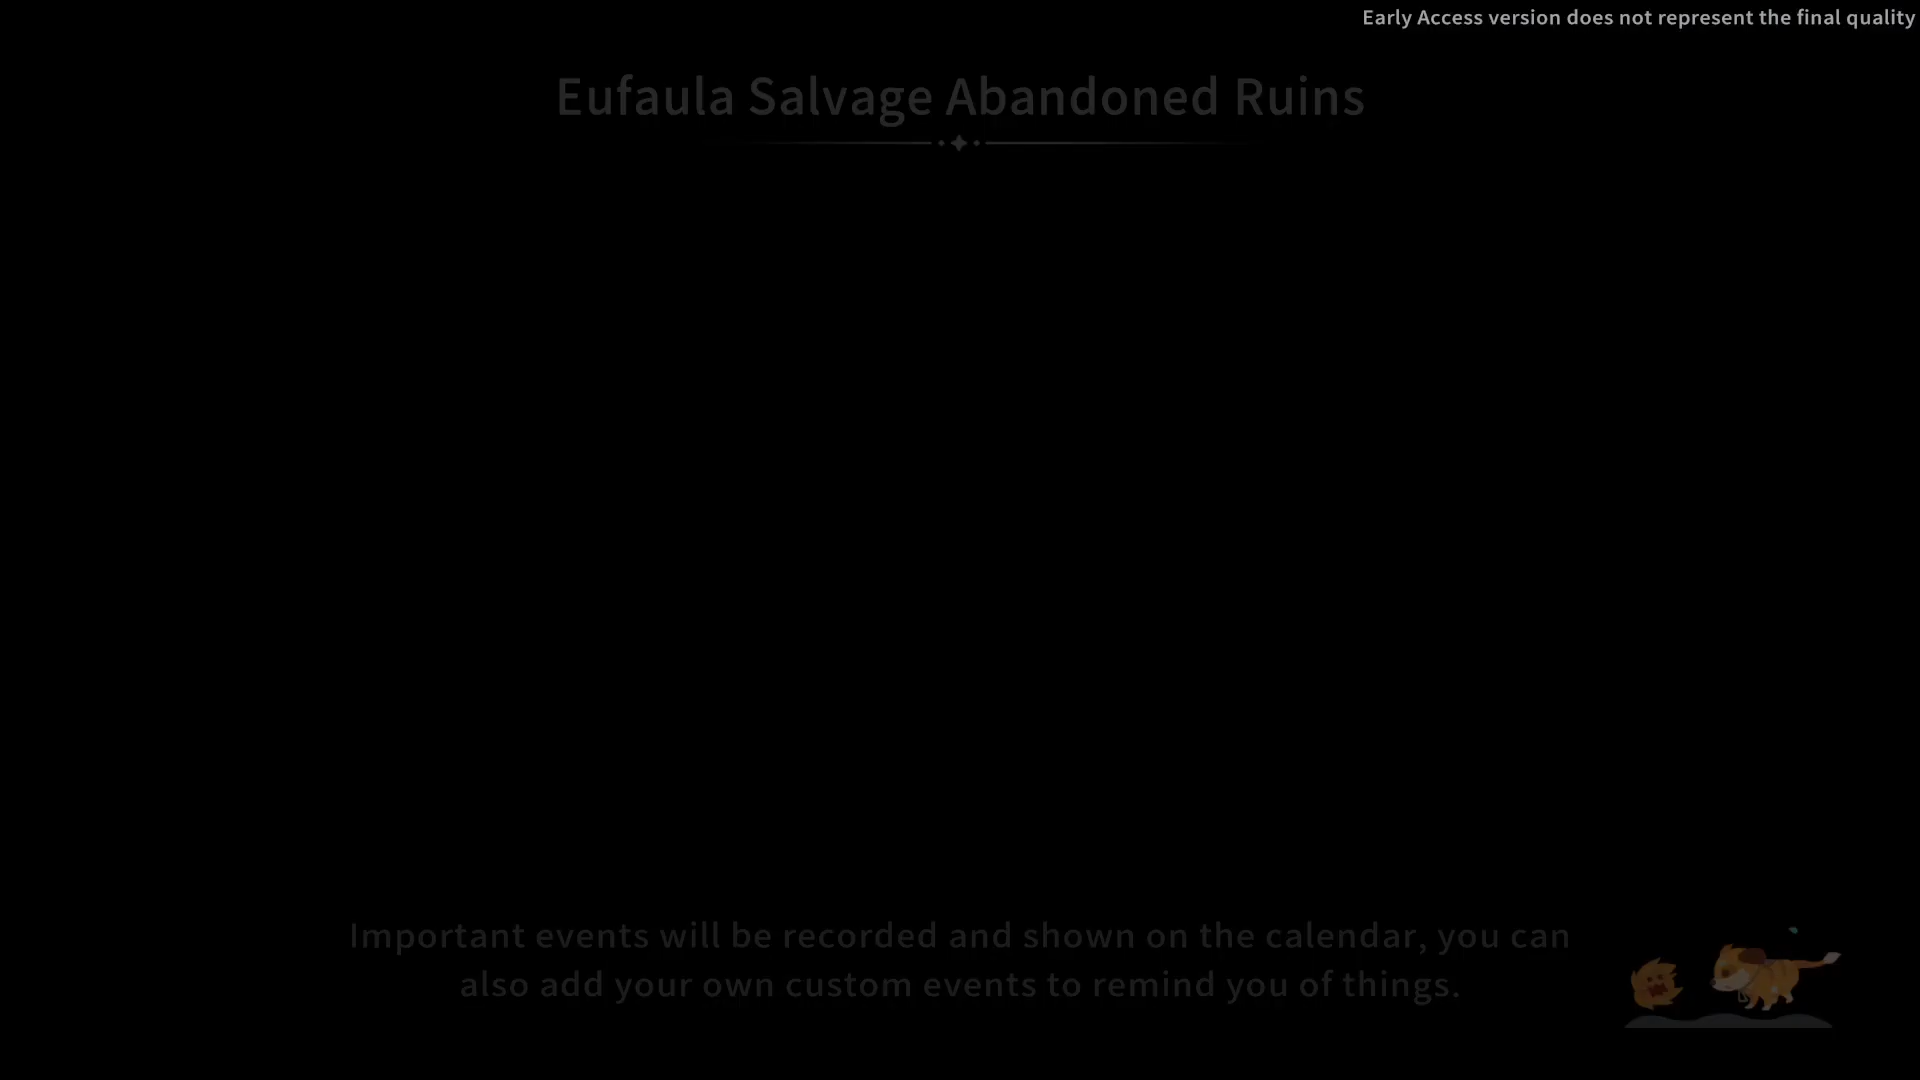 Early Access version does not represent the final quality
Eufaula Salvage Abandoned Ruins
Important events will be recorded and shown on the calendar, you can
also add your own custom events to remind you of things.